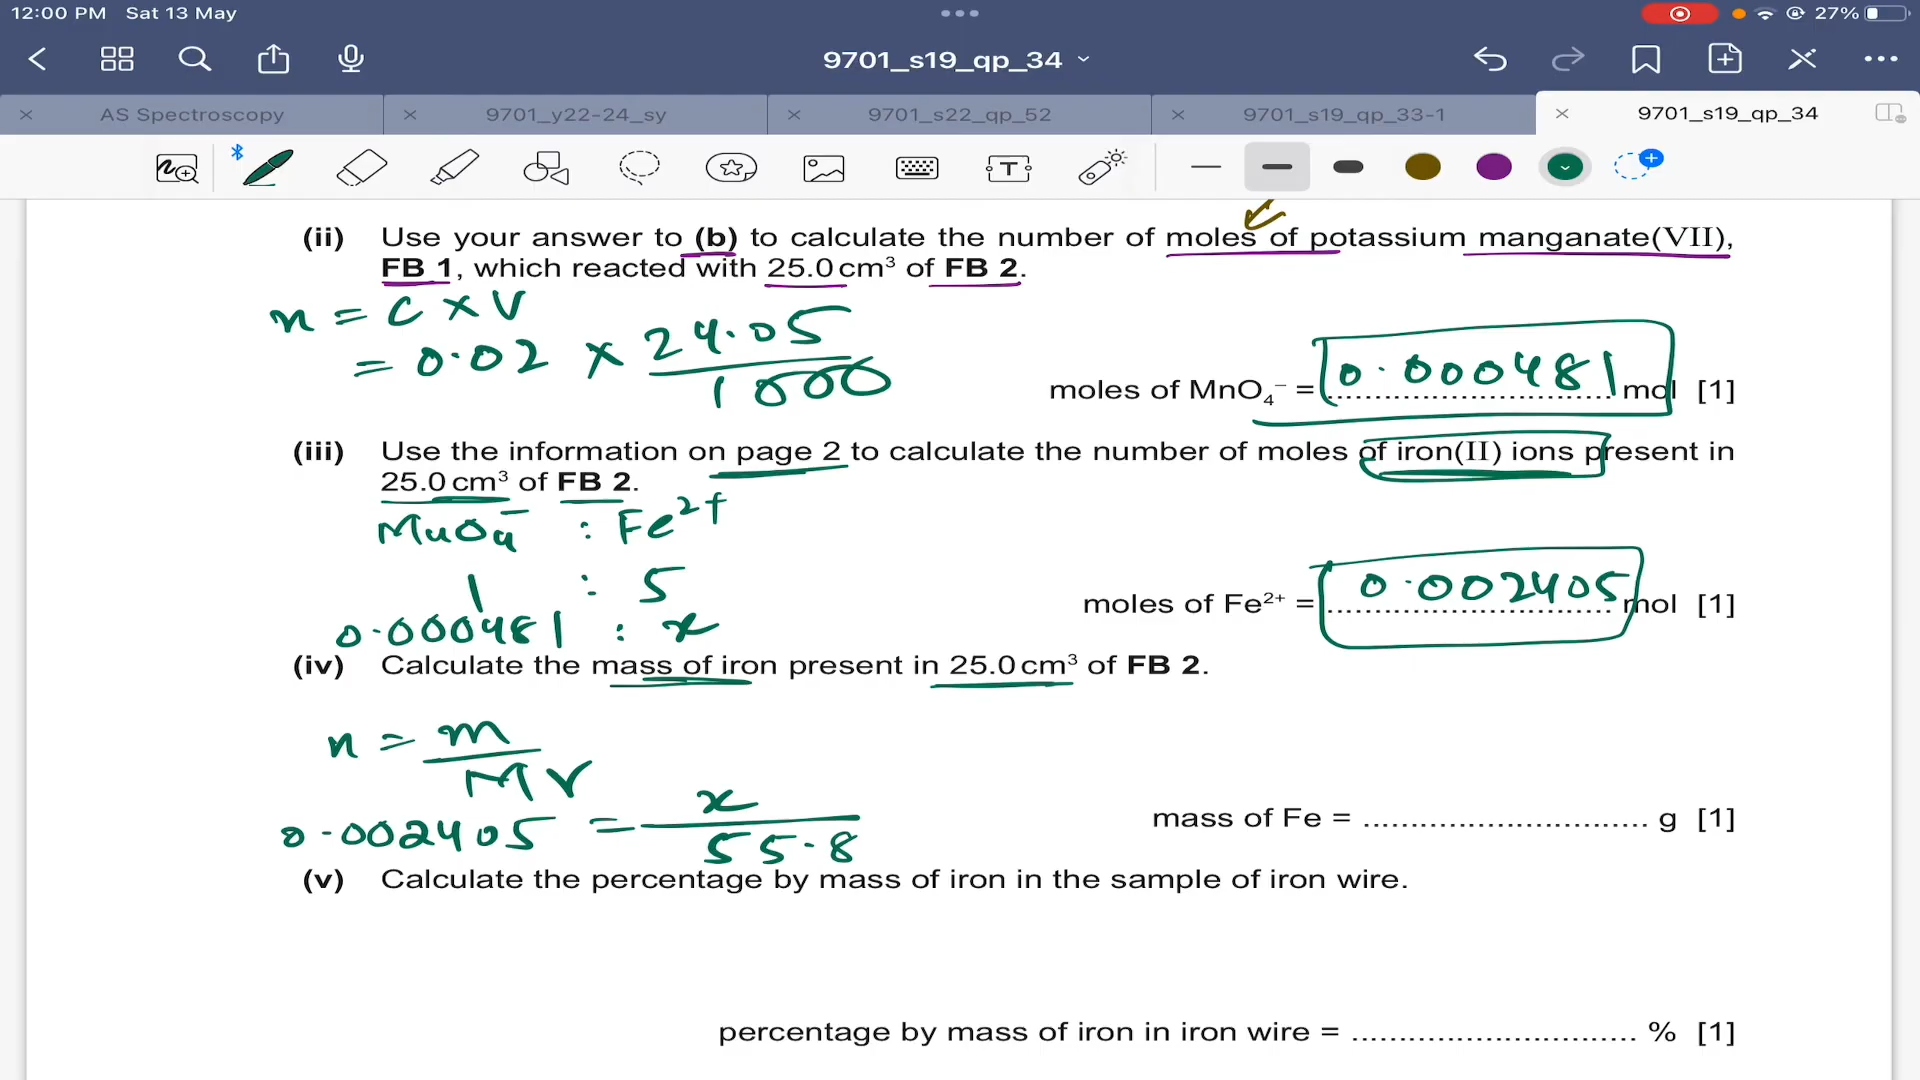 12:00 PM Sat 13 May
27%
9701_s19_qp_34
AS Spectroscopy
9701_y22-24_sy
9701_s22_qp_52
9701_s19_qp_33-1
9701_s19_qp_34
(ii) Use your answer to (b) to calculate the number of moles of potassium manganate(VII),
FB 1, which reacted with 25.0 cm³ of FB 2.
n = C × V
= 0.02 × 24.05 / 1000
moles of MnO₄⁻ = 0.000481 mol [1]
(iii) Use the information on page 2 to calculate the number of moles of iron(II) ions present in
25.0 cm³ of FB 2.
MnO₄⁻ : Fe²⁺
1 : 5
moles of Fe²⁺ = 0.002405 mol [1]
0.000481 : x
(iv) Calculate the mass of iron present in 25.0 cm³ of FB 2.
n = m / Mr
0.002405 = x / 55.8
mass of Fe = .............................. g [1]
(v) Calculate the percentage by mass of iron in the sample of iron wire.
percentage by mass of iron in iron wire = .............................. % [1]